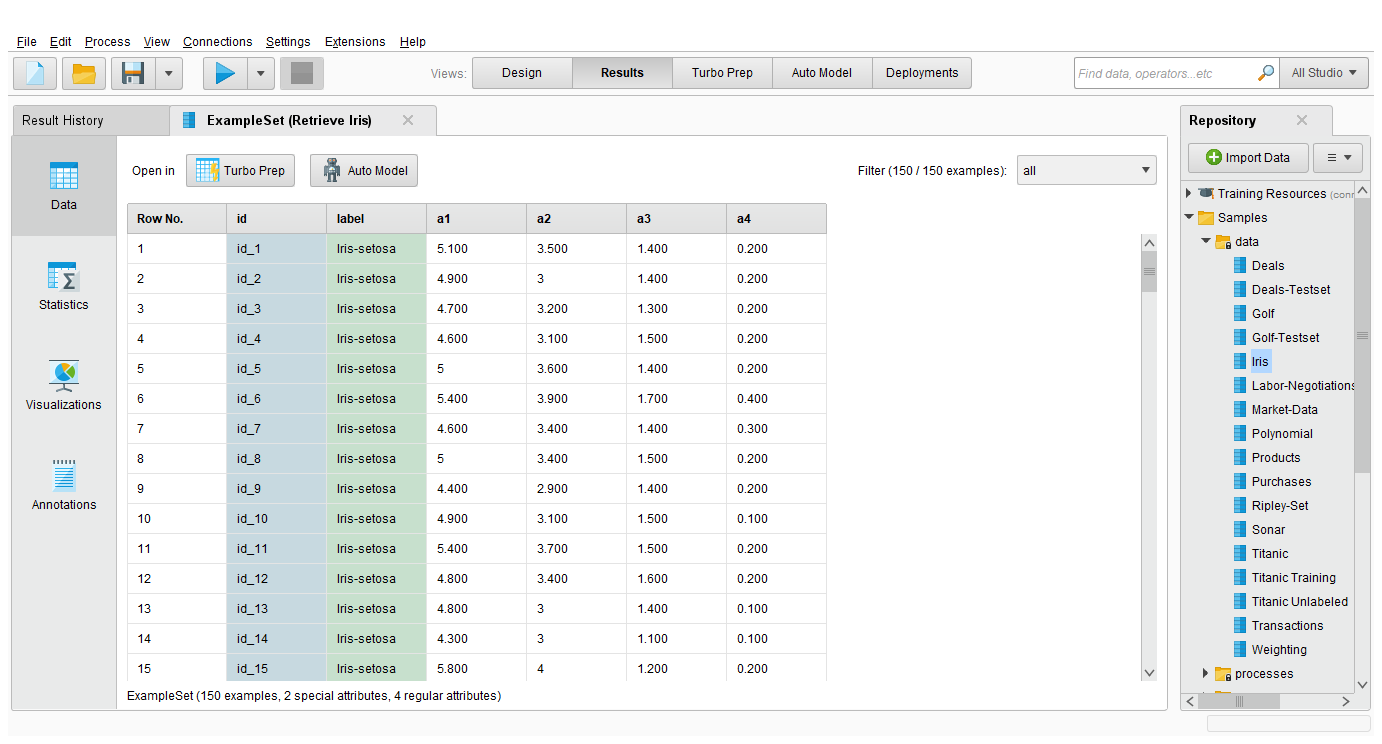 File Edit Process View Connections Settings Extensions Help
Views: Design Results Turbo Prep Auto Model Deployments Find data, operators...etc All Studio
Result History ExampleSet (Retrieve Iris)
Open in Turbo Prep Auto Model Filter (150 / 150 examples): all
Data
Statistics
Visualizations
Annotations
Row No. id label a1 a2 a3 a4
1 id_1 Iris-setosa 5.100 3.500 1.400 0.200
2 id_2 Iris-setosa 4.900 3 1.400 0.200
3 id_3 Iris-setosa 4.700 3.200 1.300 0.200
4 id_4 Iris-setosa 4.600 3.100 1.500 0.200
5 id_5 Iris-setosa 5 3.600 1.400 0.200
6 id_6 Iris-setosa 5.400 3.900 1.700 0.400
7 id_7 Iris-setosa 4.600 3.400 1.400 0.300
8 id_8 Iris-setosa 5 3.400 1.500 0.200
9 id_9 Iris-setosa 4.400 2.900 1.400 0.200
10 id_10 Iris-setosa 4.900 3.100 1.500 0.100
11 id_11 Iris-setosa 5.400 3.700 1.500 0.200
12 id_12 Iris-setosa 4.800 3.400 1.600 0.200
13 id_13 Iris-setosa 4.800 3 1.400 0.100
14 id_14 Iris-setosa 4.300 3 1.100 0.100
15 id_15 Iris-setosa 5.800 4 1.200 0.200
ExampleSet (150 examples, 2 special attributes, 4 regular attributes)
Repository
Import Data
Training Resources (conr
Samples
data
Deals
Deals-Testset
Golf
Golf-Testset
Iris
Labor-Negotiations
Market-Data
Polynomial
Products
Purchases
Ripley-Set
Sonar
Titanic
Titanic Training
Titanic Unlabeled
Transactions
Weighting
processes